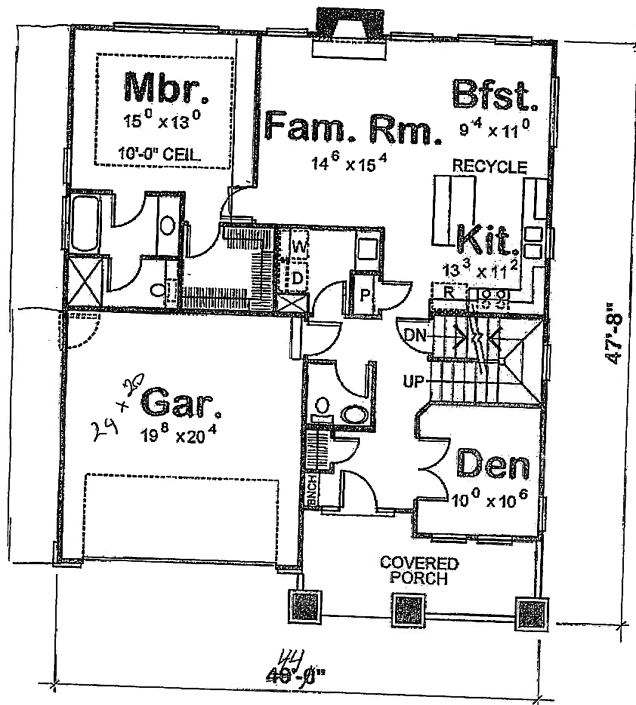 Mbr.
15⁰ x 13⁰
10'-0" CEIL.
Fam. Rm.
14⁶ x 15⁴
Bfst.
9⁴ x 11⁰
RECYCLE
Kit.
13³ x 11²
W
D
P
R
DN
UP
Gar.
24 x 20
19⁸ x 20⁴
BNCH
Den
10⁰ x 10⁶
COVERED
PORCH
47'-8"
44
40'-0"